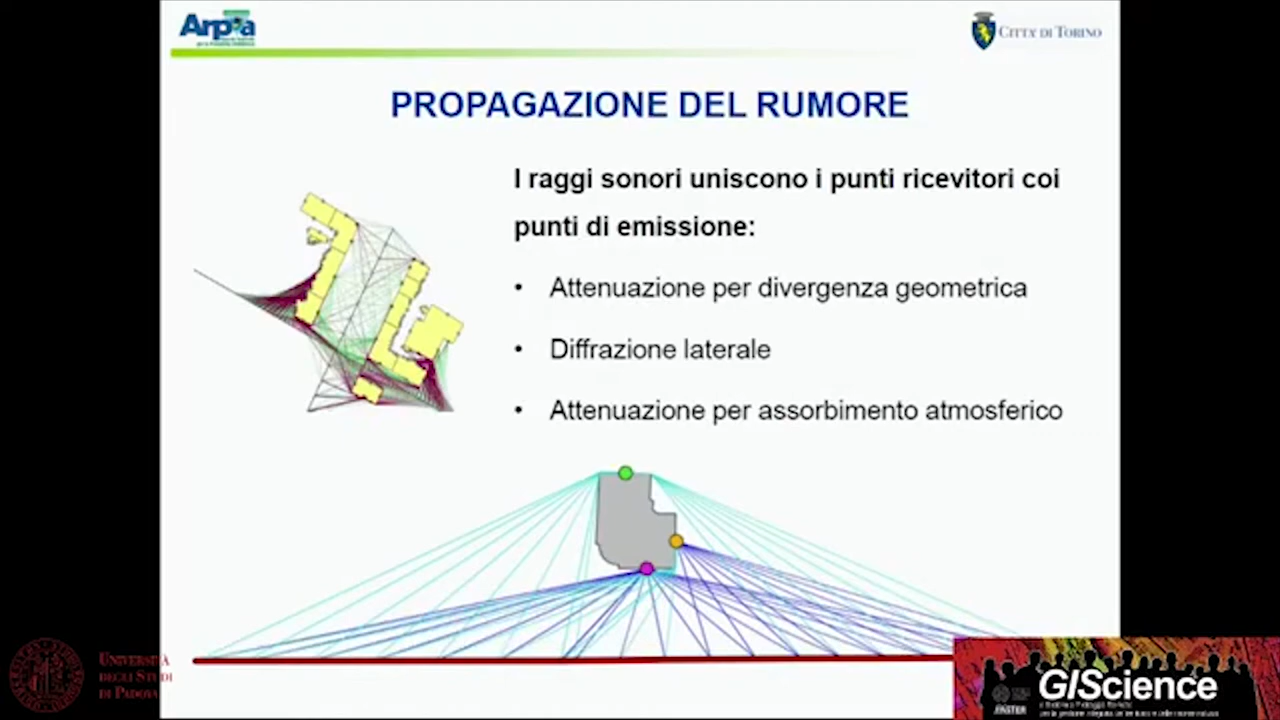 Arpa
CITTÀ DI TORINO
PROPAGAZIONE DEL RUMORE
I raggi sonori uniscono i punti ricevitori coi
punti di emissione:
• Attenuazione per divergenza geometrica
• Diffrazione laterale
• Attenuazione per assorbimento atmosferico
UNIVERSITÀ
DEGLI STUDI
DI PADOVA
GIScience